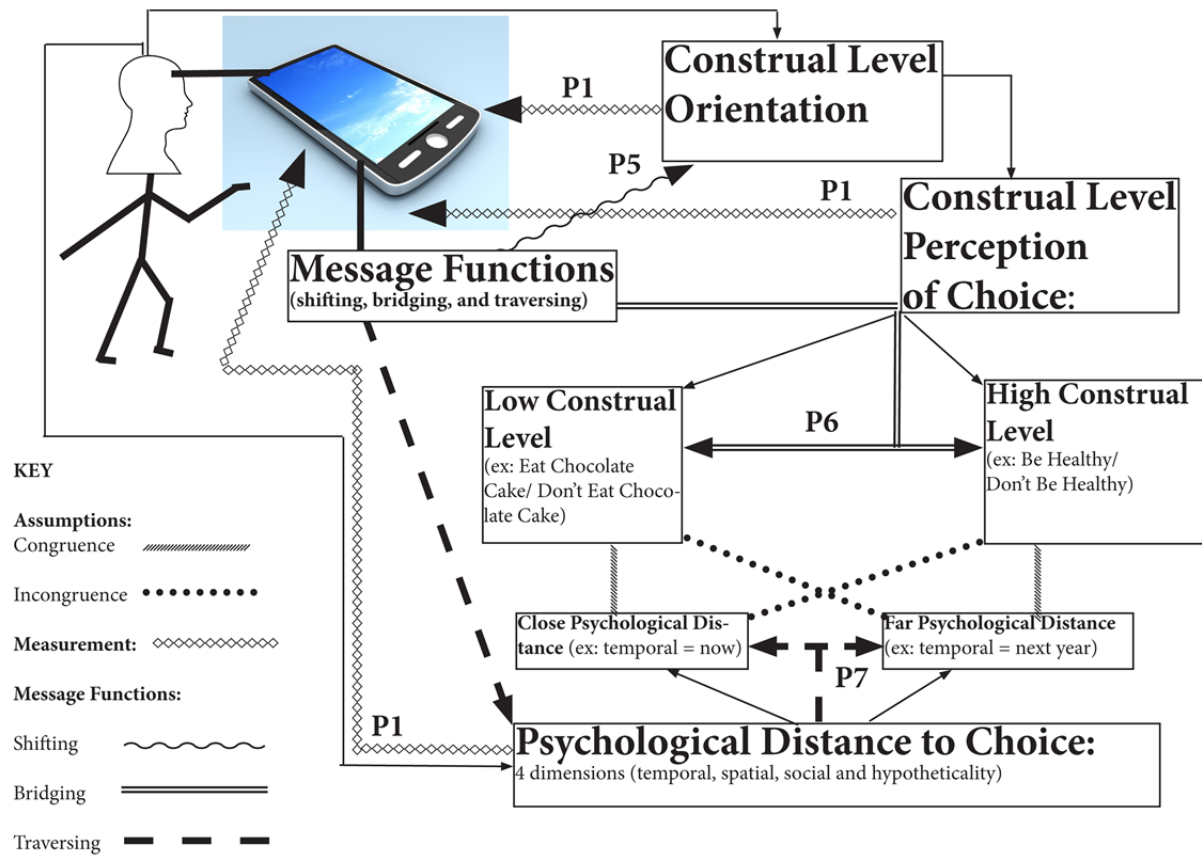 Construal Level
Orientation
P1
P5
P1
Construal Level
Perception
of Choice:
Message Functions
(shifting, bridging, and traversing)
Low Construal
Level
(ex: Eat Chocolate
Cake/ Don't Eat Choco-
late Cake)
P6
High Construal
Level
(ex: Be Healthy/
Don't Be Healthy)
KEY
Assumptions:
Congruence
Incongruence
Measurement:
Message Functions:
Shifting
Bridging
Traversing
Close Psychological Dis-
tance (ex: temporal = now)
Far Psychological Distance
(ex: temporal = next year)
P7
P1
Psychological Distance to Choice:
4 dimensions (temporal, spatial, social and hypotheticality)